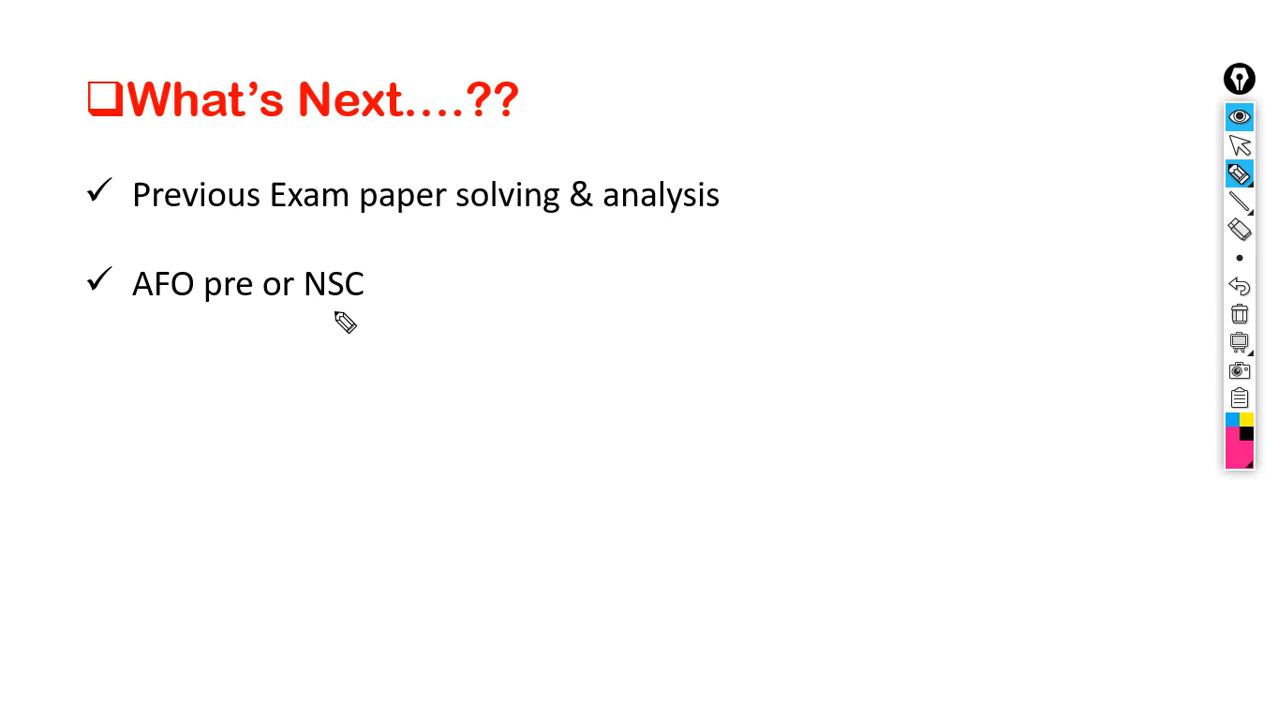 ❑What’s Next....??
✓ Previous Exam paper solving & analysis
✓ AFO pre or NSC